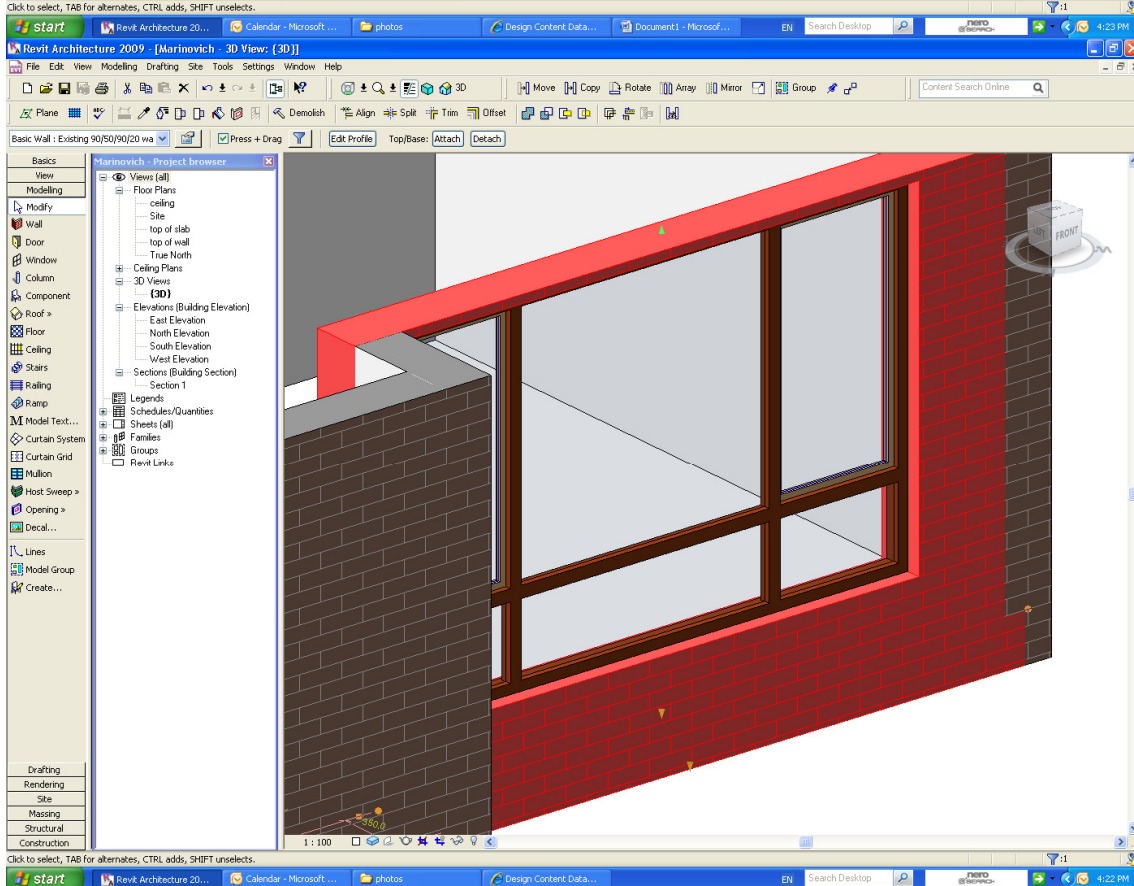 Click to select, TAB for alternates, CTRL adds, SHIFT unselects. :1
start Revit Architecture 20... Calendar - Microsoft ... photos Design Content Data... Document1 - Microsof... EN Search Desktop nero SEARCH 4:23 PM
Revit Architecture 2009 - [Marinovich - 3D View: {3D}]
File Edit View Modelling Drafting Site Tools Settings Window Help
3D Move Copy Rotate Array Mirror Group Content Search Online
Plane Demolish Align Split Trim Offset
Basic Wall : Existing 90/50/90/20 wa Press + Drag Edit Profile Top/Base: Attach Detach
Basics
View
Modelling
Modify
Wall
Door
Window
Column
Component
Roof »
Floor
Ceiling
Stairs
Railing
Ramp
Model Text...
Curtain System
Curtain Grid
Mullion
Host Sweep »
Opening »
Decal...
Lines
Model Group
Create...
Drafting
Rendering
Site
Massing
Structural
Construction
Marinovich - Project browser
Views (all)
Floor Plans
ceiling
Site
top of slab
top of wall
True North
Ceiling Plans
3D Views
{3D}
Elevations (Building Elevation)
East Elevation
North Elevation
South Elevation
West Elevation
Sections (Building Section)
Section 1
Legends
Schedules/Quantities
Sheets (all)
Families
Groups
Revit Links
FRONT
350.0
1 : 100
Click to select, TAB for alternates, CTRL adds, SHIFT unselects. :1
start Revit Architecture 20... Calendar - Microsoft ... photos Design Content Data... EN Search Desktop nero SEARCH 4:22 PM